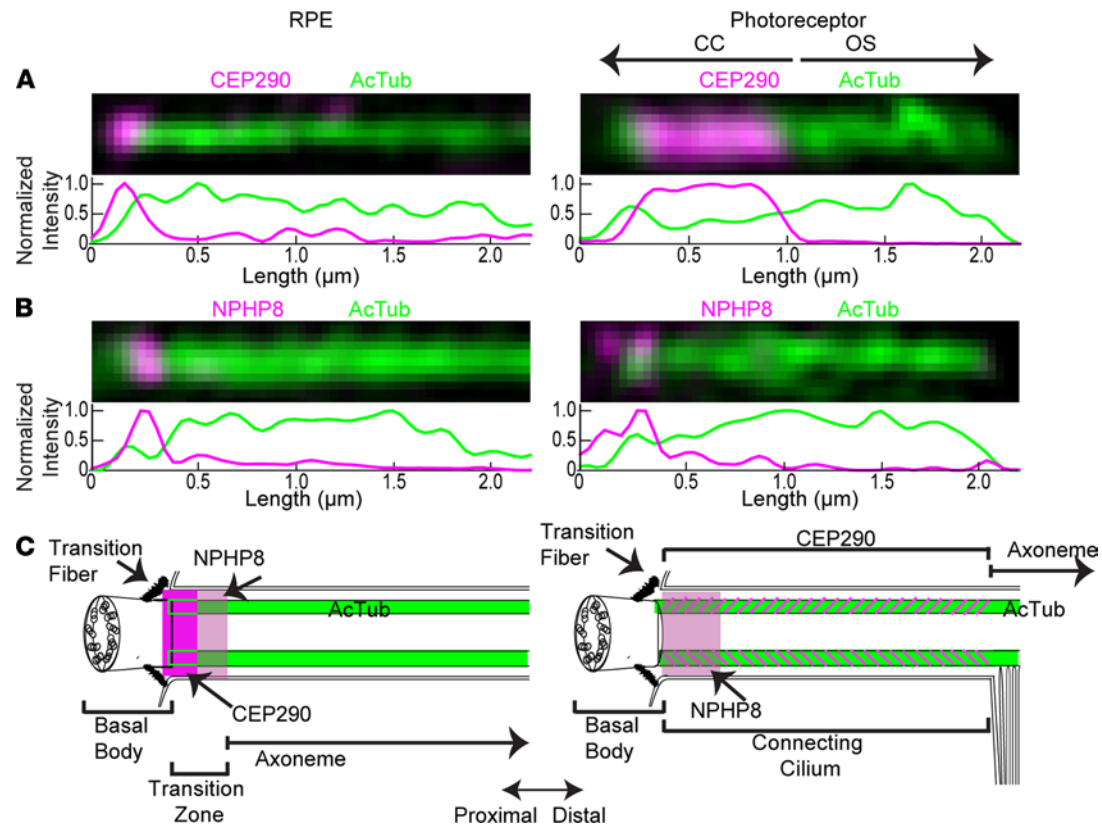 RPE
Photoreceptor
CC OS
A
CEP290 AcTub
CEP290 AcTub
Normalized
Intensity
1.0
0.5
0
0 0.5 1.0 1.5 2.0
Length (µm)
1.0
0.5
0
0 0.5 1.0 1.5 2.0
Length (µm)
B
NPHP8 AcTub
NPHP8 AcTub
Normalized
Intensity
1.0
0.5
0
0 0.5 1.0 1.5 2.0
Length (µm)
1.0
0.5
0
0 0.5 1.0 1.5 2.0
Length (µm)
C
Transition
Fiber
NPHP8
AcTub
CEP290
Basal
Body
Axoneme
Transition
Zone
Proximal Distal
Transition
Fiber
CEP290
Axoneme
AcTub
NPHP8
Basal
Body
Connecting
Cilium